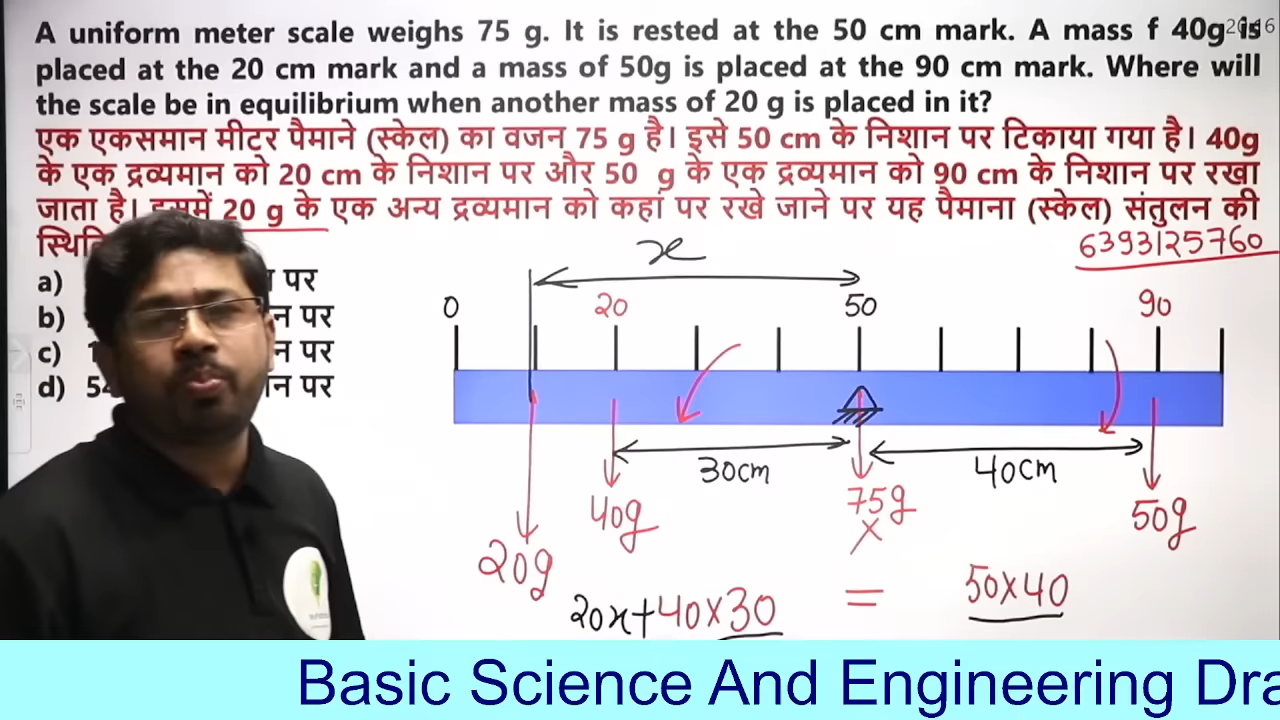 A uniform meter scale weighs 75 g. It is rested at the 50 cm mark. A mass f 40g is
placed at the 20 cm mark and a mass of 50g is placed at the 90 cm mark. Where will
the scale be in equilibrium when another mass of 20 g is placed in it?
एक एकसमान मीटर पैमाने (स्केल) का वजन 75 g है। इसे 50 cm के निशान पर टिकाया गया है। 40g
के एक द्रव्यमान को 20 cm के निशान पर और 50 g के एक द्रव्यमान को 90 cm के निशान पर रखा
जाता है। इसमें 20 g के एक अन्य द्रव्यमान को कहां पर रखे जाने पर यह पैमाना (स्केल) संतुलन की
6393125760
x
a) पर
b) पर
c) पर
d) पर
0 20 50 90
30cm 40cm
40g 75g 50g
×
20g
20x+40×30 = 50×40
Basic Science And Engineering